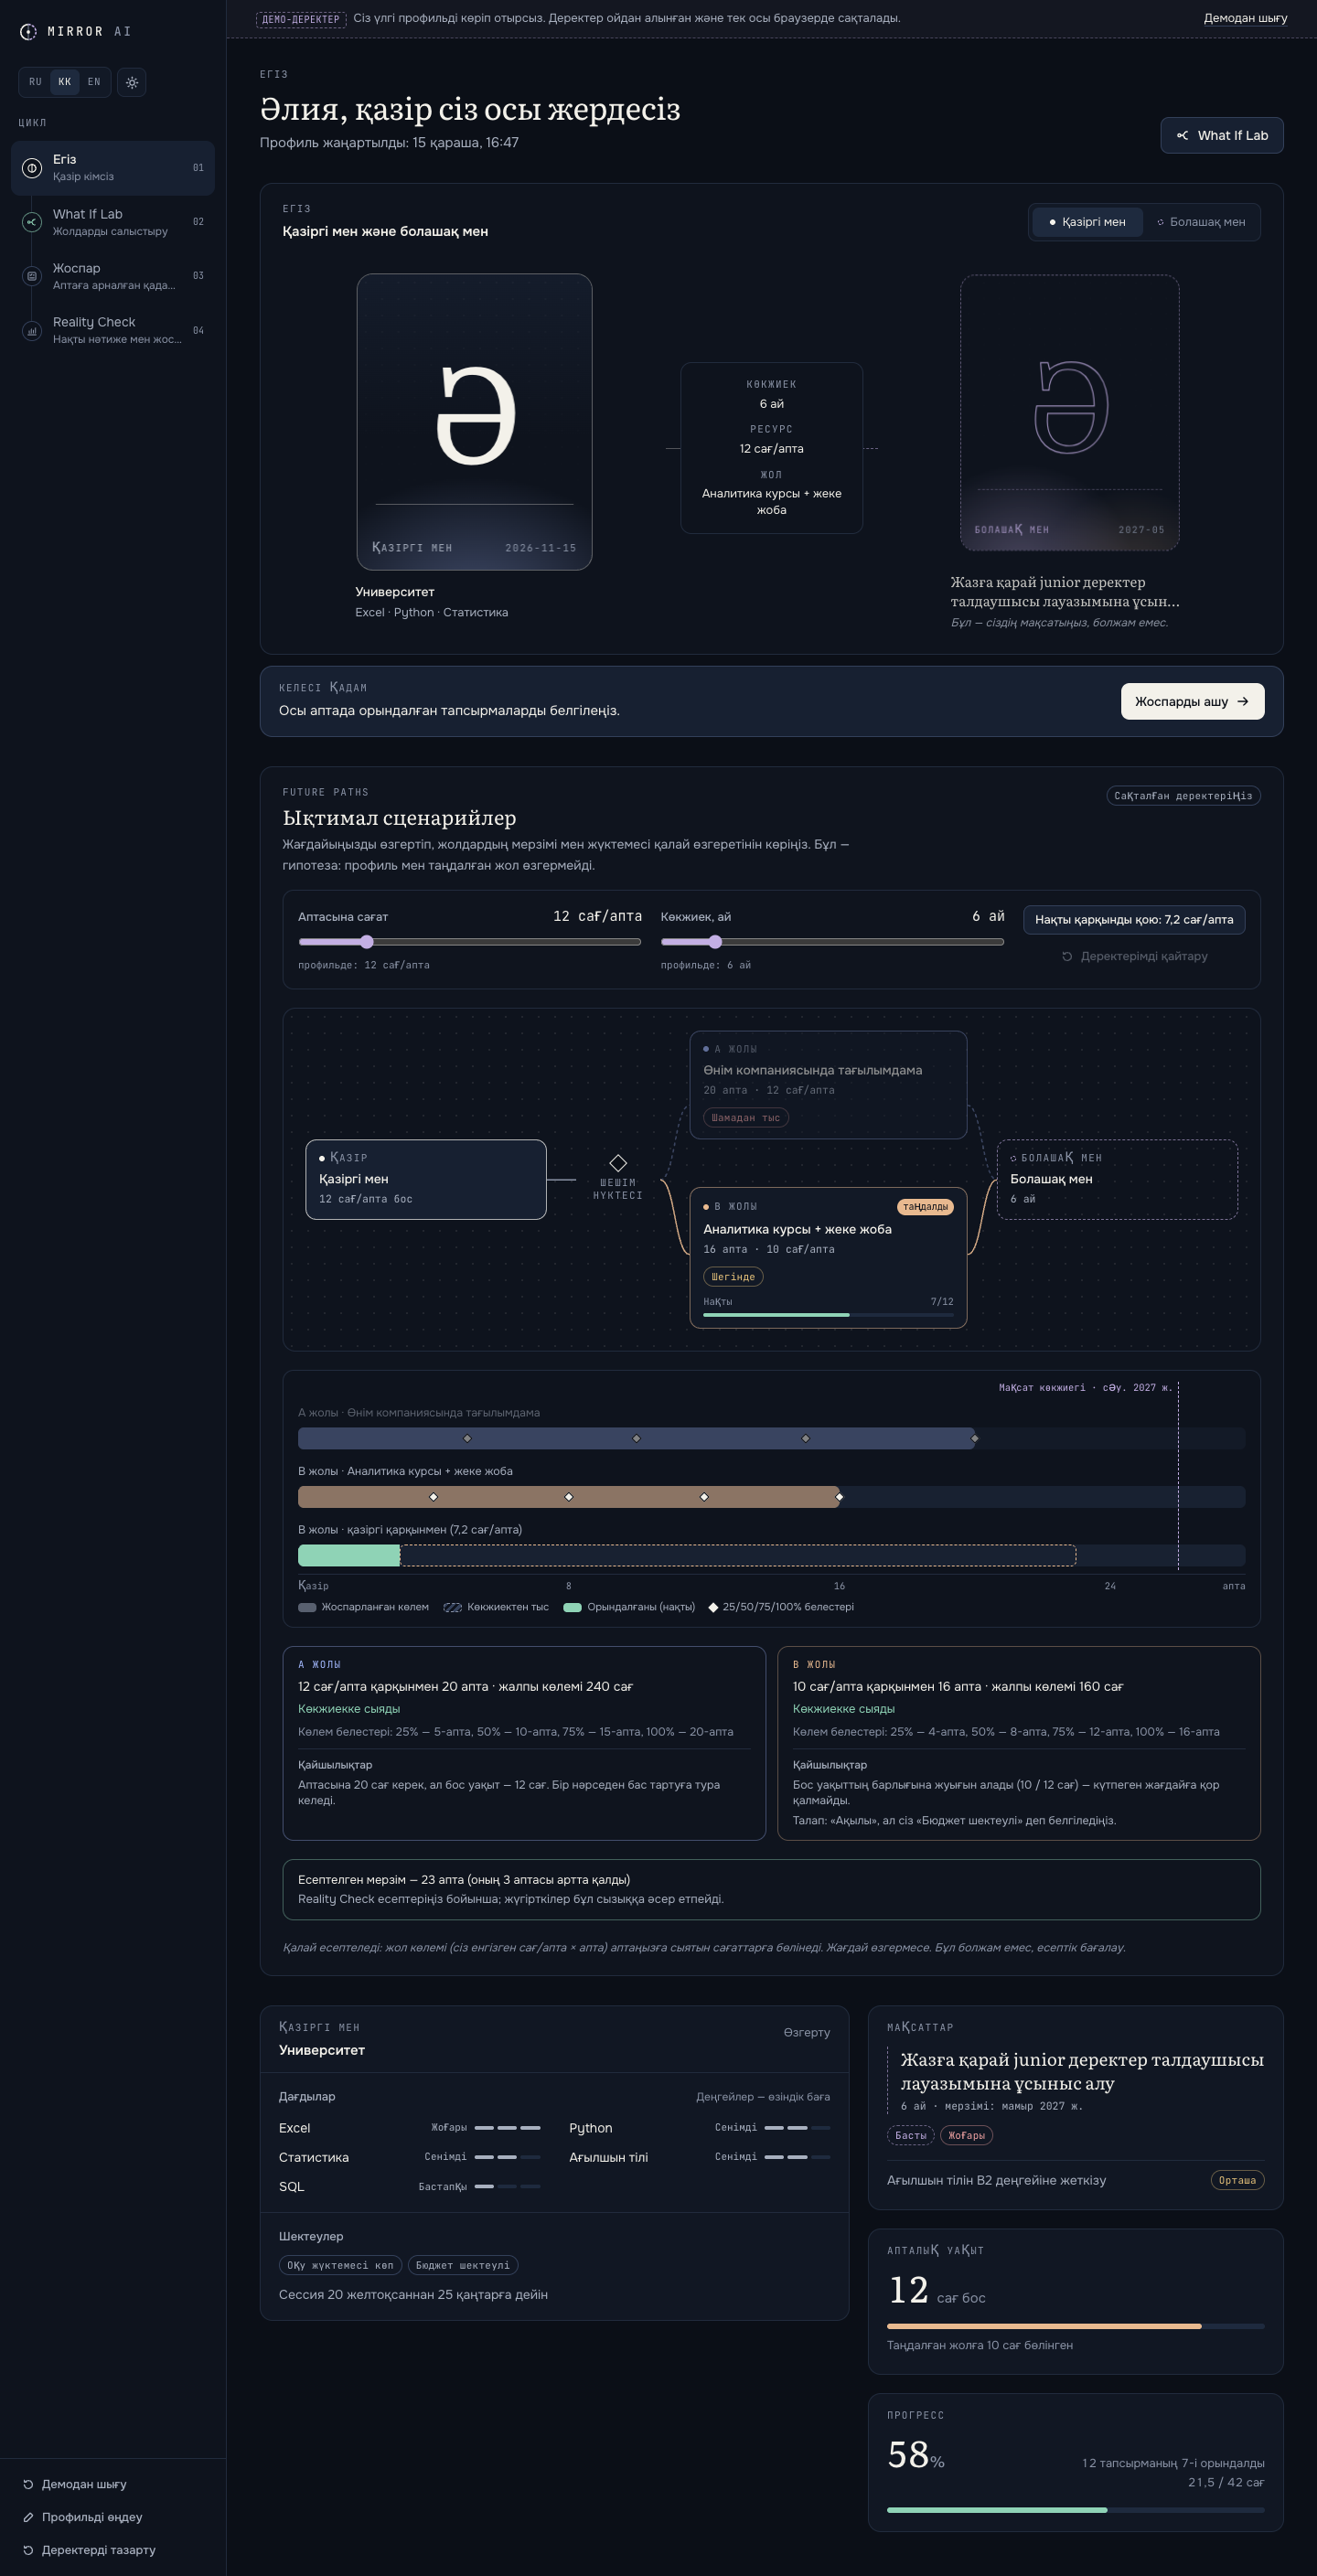 MIRROR AI
RU KK EN
ЦИКЛ
Егіз
Қазір кімсіз
01
What If Lab
Жолдарды салыстыру
02
Жоспар
Аптаға арналған қада...
03
Reality Check
Нақты нәтиже мен жос...
04
Демодан шығу
Профильді өңдеу
Деректерді тазарту
ДЕМО-ДЕРЕКТЕР Сіз үлгі профильді көріп отырсыз. Деректер ойдан алынған және тек осы браузерде сақталады.
Демодан шығу
ЕГІЗ
Әлия, қазір сіз осы жердесіз
Профиль жаңартылды: 15 қараша, 16:47
What If Lab
ЕГІЗ
Қазіргі мен және болашақ мен
Қазіргі мен
Болашақ мен
Ә
ҚАЗІРГІ МЕН 2026-11-15
Университет
Excel · Python · Статистика
КӨКЖИЕК
6 ай
РЕСУРС
12 сағ/апта
ЖОЛ
Аналитика курсы + жеке
жоба
Ә
БОЛАШАҚ МЕН 2027-05
Жазға қарай junior деректер
талдаушысы лауазымына ұсын...
Бұл — сіздің мақсатыңыз, болжам емес.
КЕЛЕСІ ҚАДАМ
Осы аптада орындалған тапсырмаларды белгілеңіз.
Жоспарды ашу →
FUTURE PATHS
Ықтимал сценарийлер
Жағдайыңызды өзгертіп, жолдардың мерзімі мен жүктемесі қалай өзгеретінін көріңіз. Бұл —
гипотеза: профиль мен таңдалған жол өзгермейді.
Сақталған деректеріңіз
Аптасына сағат 12 сағ/апта
профильде: 12 сағ/апта
Көкжиек, ай 6 ай
профильде: 6 ай
Нақты қарқынды қою: 7,2 сағ/апта
Деректерімді қайтару
ҚАЗІР
Қазіргі мен
12 сағ/апта бос
ШЕШІМ
НҮКТЕСІ
А ЖОЛЫ
Өнім компаниясында тағылымдама
20 апта · 12 сағ/апта
Шамадан тыс
B ЖОЛЫ
таңдалды
Аналитика курсы + жеке жоба
16 апта · 10 сағ/апта
Шегінде
Нақты 7/12
БОЛАШАҚ МЕН
Болашақ мен
6 ай
Мақсат көкжиегі · сәу. 2027 ж.
А жолы · Өнім компаниясында тағылымдама
B жолы · Аналитика курсы + жеке жоба
B жолы · қазіргі қарқынмен (7,2 сағ/апта)
Қазір 8 16 24 апта
Жоспарланған көлем Көкжиектен тыс Орындалғаны (нақты) 25/50/75/100% белестері
А ЖОЛЫ
12 сағ/апта қарқынмен 20 апта · жалпы көлемі 240 сағ
Көкжиекке сыяды
Көлем белестері: 25% — 5-апта, 50% — 10-апта, 75% — 15-апта, 100% — 20-апта
Қайшылықтар
Аптасына 20 сағ керек, ал бос уақыт — 12 сағ. Бір нәрседен бас тартуға тура
келеді.
B ЖОЛЫ
10 сағ/апта қарқынмен 16 апта · жалпы көлемі 160 сағ
Көкжиекке сыяды
Көлем белестері: 25% — 4-апта, 50% — 8-апта, 75% — 12-апта, 100% — 16-апта
Қайшылықтар
Бос уақыттың барлығына жуығын алады (10 / 12 сағ) — күтпеген жағдайға қор
қалмайды.
Талап: «Ақылы», ал сіз «Бюджет шектеулі» деп белгіледіңіз.
Есептелген мерзім — 23 апта (оның 3 аптасы артта қалды)
Reality Check есептеріңіз бойынша; жүгірткілер бұл сызыққа әсер етпейді.
Қалай есептеледі: жол көлемі (сіз енгізген сағ/апта × апта) аптаңызға сыятын сағаттарға бөлінеді. Жағдай өзгермесе. Бұл болжам емес, есептік бағалау.
ҚАЗІРГІ МЕН
Университет
Өзгерту
Дағдылар Деңгейлер — өзіндік баға
Excel Жоғары
Python Сенімді
Статистика Сенімді
Ағылшын тілі Сенімді
SQL Бастапқы
Шектеулер
Оқу жүктемесі көп Бюджет шектеулі
Сессия 20 желтоқсаннан 25 қаңтарға дейін
МАҚСАТТАР
Жазға қарай junior деректер талдаушысы
лауазымына ұсыныс алу
6 ай · мерзімі: мамыр 2027 ж.
Басты Жоғары
Ағылшын тілін B2 деңгейіне жеткізу Орташа
АПТАЛЫҚ УАҚЫТ
12 сағ бос
Таңдалған жолға 10 сағ бөлінген
ПРОГРЕСС
58%
12 тапсырманың 7-і орындалды
21,5 / 42 сағ